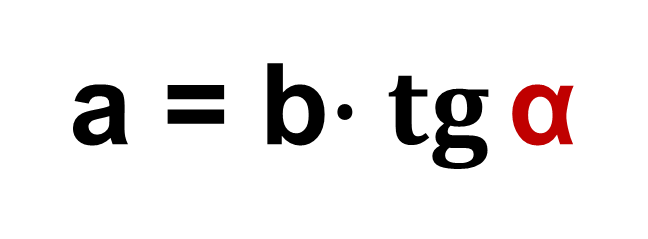 a = b· tg α